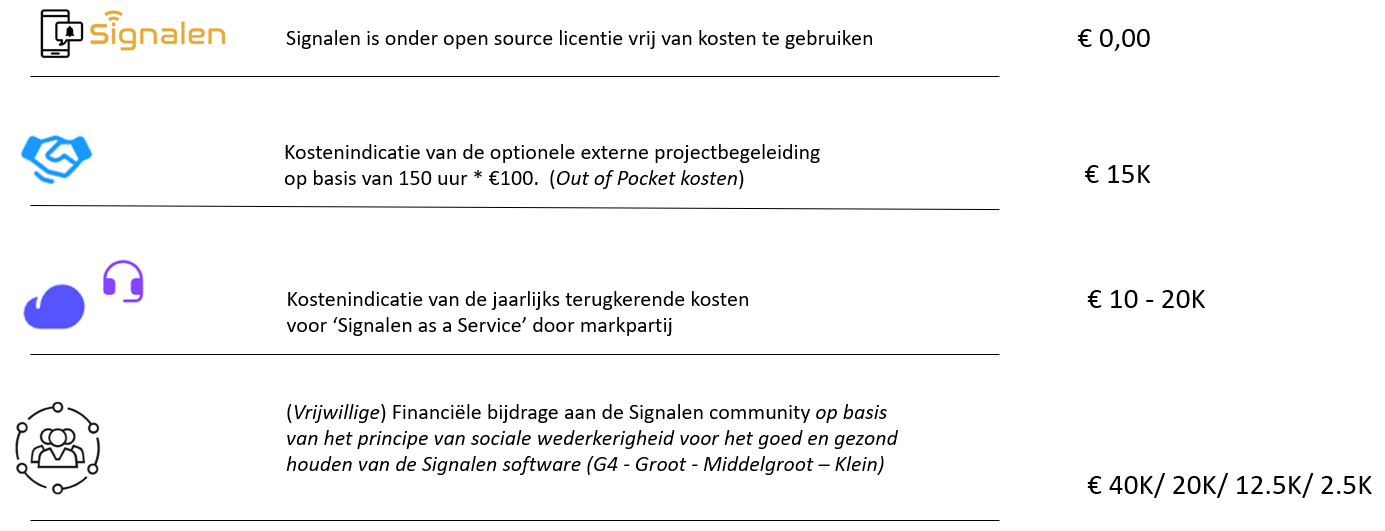 Signalen
Signalen is onder open source licentie vrij van kosten te gebruiken
€ 0,00
Kostenindicatie van de optionele externe projectbegeleiding
op basis van 150 uur * €100. (Out of Pocket kosten)
€ 15K
Kostenindicatie van de jaarlijks terugkerende kosten
voor ‘Signalen as a Service’ door markpartij
€ 10 - 20K
(Vrijwillige) Financiële bijdrage aan de Signalen community op basis
van het principe van sociale wederkerigheid voor het goed en gezond
houden van de Signalen software (G4 - Groot - Middelgroot – Klein)
€ 40K/ 20K/ 12.5K/ 2.5K